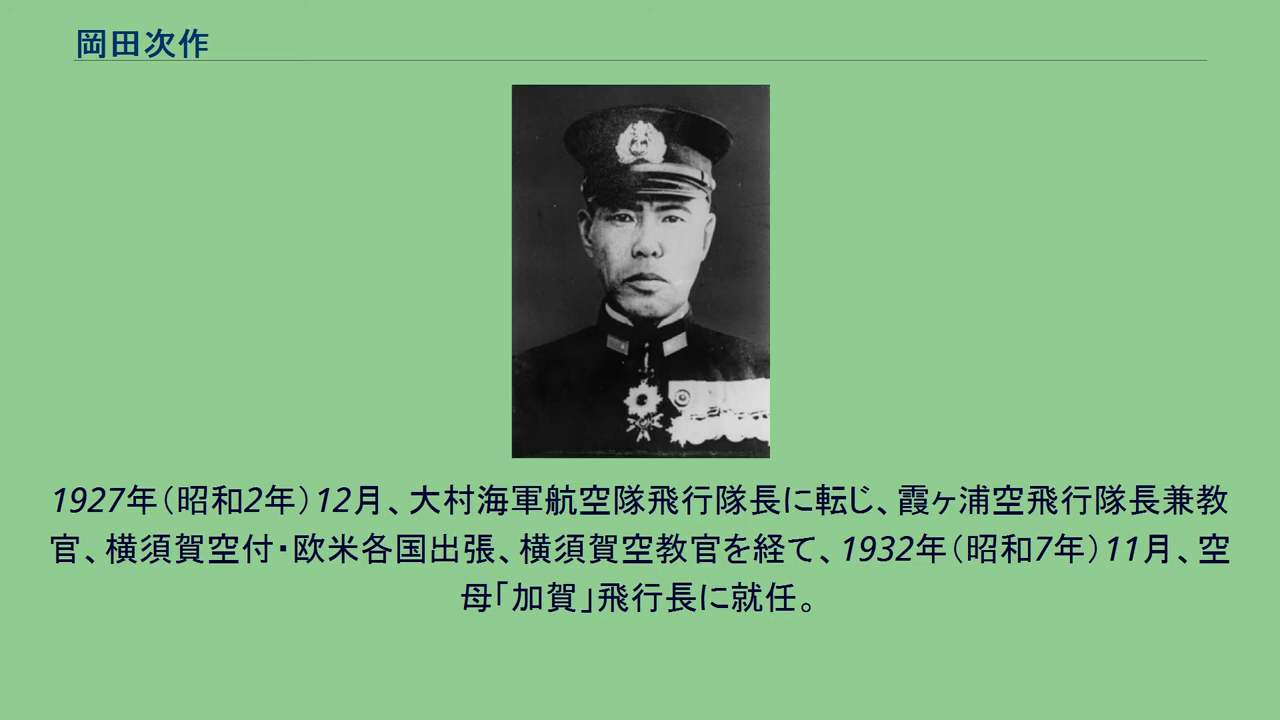 岡田次作
1927年（昭和2年）12月、大村海軍航空隊飛行隊長に転じ、霞ヶ浦空飛行隊長兼教
官、横須賀空付・欧米各国出張、横須賀空教官を経て、1932年（昭和7年）11月、空
母「加賀」飛行長に就任。